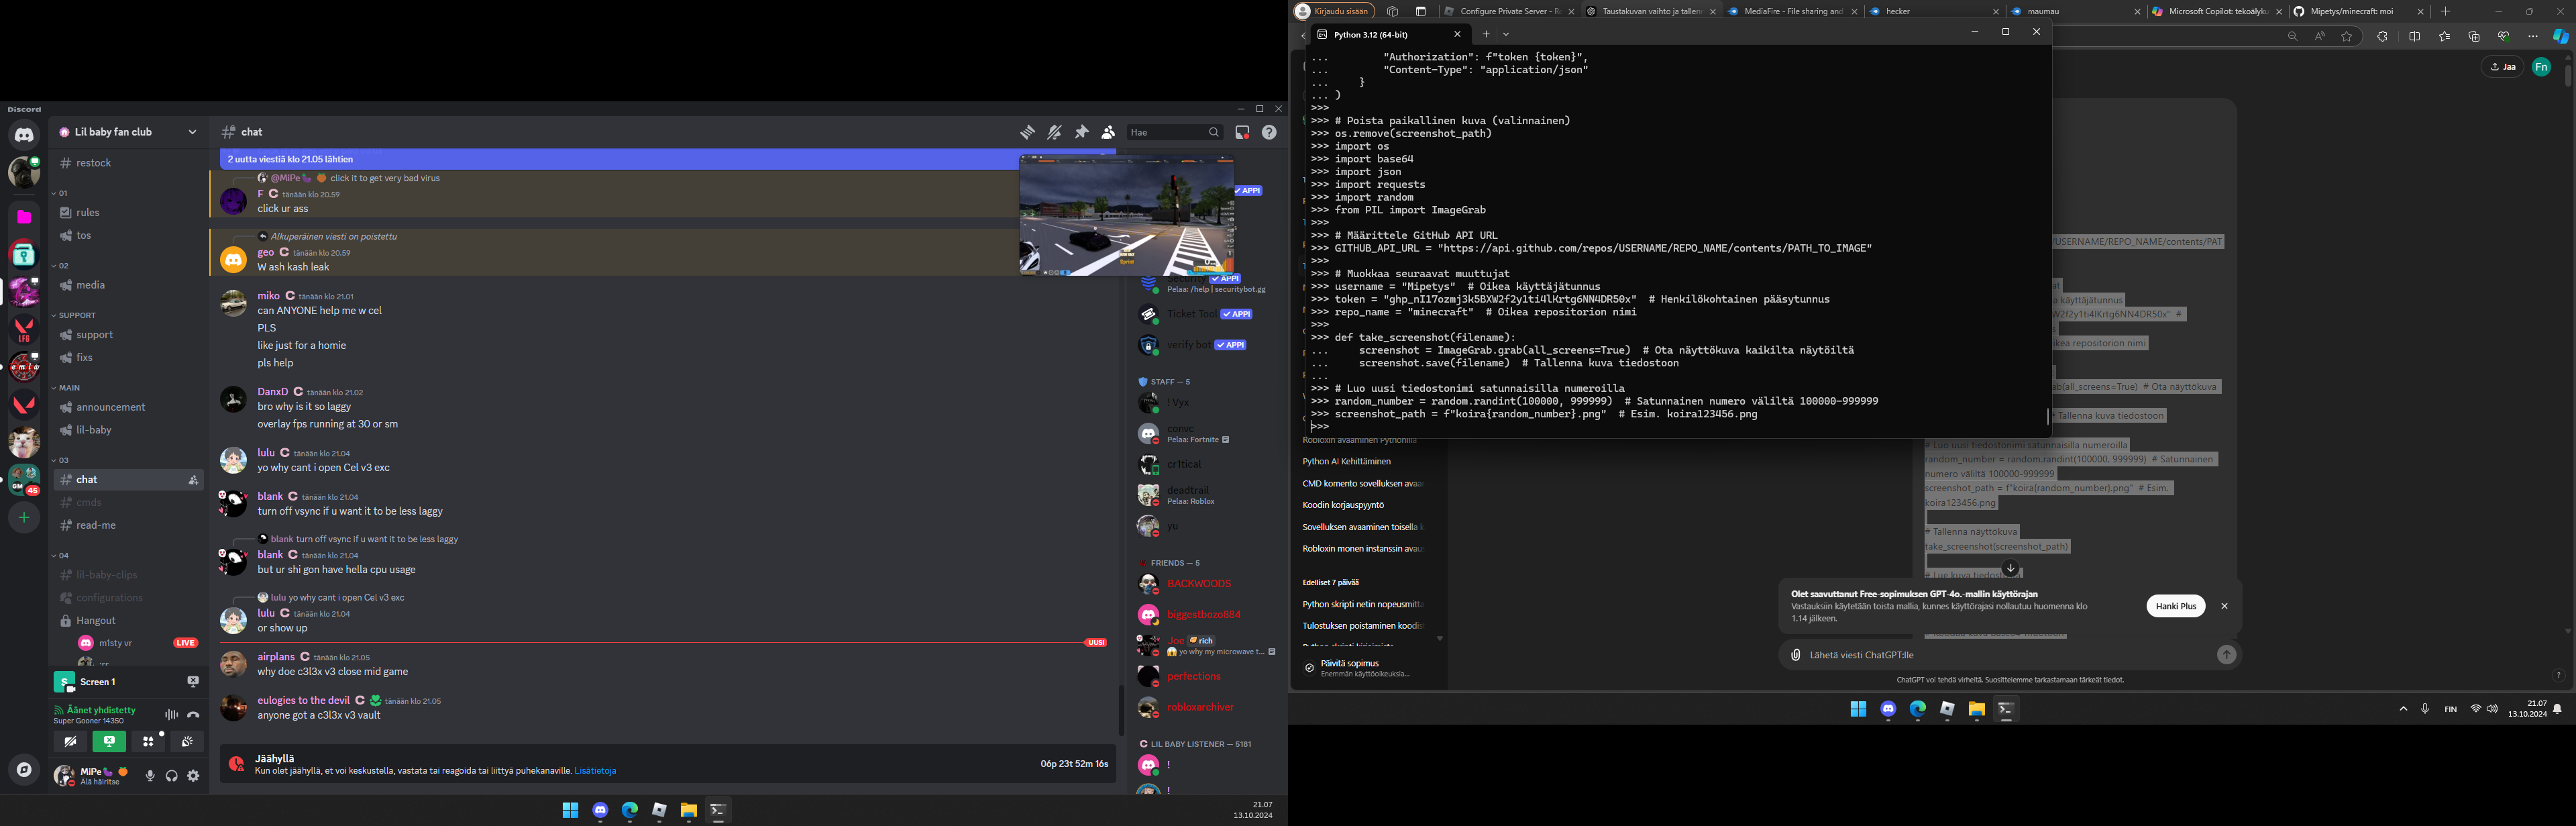 Discord
Lil baby fan club
restock
01
rules
tos
02
media
SUPPORT
support
fixs
MAIN
announcement
lil-baby
03
chat
cmds
read-me
04
lil-baby-clips
configurations
Hangout
m1sty vr
LIVE
Screen 1
Äänet yhdistetty
Super Gooner 14350
MiPe
Älä häiritse
GM
45
LFG
chat
Hae
2 uutta viestiä klo 21.05 lähtien
@MiPe click it to get very bad virus
F tänään klo 20.59
click ur ass
Alkuperäinen viesti on poistettu
geo tänään klo 20.59
W ash kash leak
miko tänään klo 21.01
can ANYONE help me w cel
PLS
like just for a homie
pls help
DanxD tänään klo 21.02
bro why is it so laggy
overlay fps running at 30 or sm
lulu tänään klo 21.04
yo why cant i open Cel v3 exc
blank tänään klo 21.04
turn off vsync if u want it to be less laggy
blank turn off vsync if u want it to be less laggy
blank tänään klo 21.04
but ur shi gon have hella cpu usage
lulu yo why cant i open Cel v3 exc
lulu tänään klo 21.04
or show up
UUSI
airplans tänään klo 21.05
why doe c3l3x v3 close mid game
eulogies to the devil tänään klo 21.05
anyone got a c3l3x v3 vault
Jäähyllä
Kun olet jäähyllä, et voi keskustella, vastata tai reagoida tai liittyä puhekanaville. Lisätietoja
06p 23t 52m 16s
APPI
APPI
Pelaa: /help | securitybot.gg
Ticket Tool APPI
verify bot APPI
STAFF — 5
! Vyx
convc
Pelaa: Fortnite
cr1tical
deadtrail
Pelaa: Roblox
yu
FRIENDS — 5
BACKWOODS
biggestbozo884
Joe rich
yo why my microwave t...
perfections
robloxarchiver
LIL BABY LISTENER — 5181
!
!
21.07
13.10.2024
Kirjaudu sisään
Configure Private Server - R
Taustakuvan vaihto ja tallen
MediaFire - File sharing and
hecker
maumau
Microsoft Copilot: tekoälyku
Mipetys/minecraft: moi
Python 3.12 (64-bit)
... "Authorization": f"token {token}",
... "Content-Type": "application/json"
... }
... )
>>>
>>> # Poista paikallinen kuva (valinnainen)
>>> os.remove(screenshot_path)
>>> import os
>>> import base64
>>> import json
>>> import requests
>>> import random
>>> from PIL import ImageGrab
>>>
>>> # Määrittele GitHub API URL
>>> GITHUB_API_URL = "https://api.github.com/repos/USERNAME/REPO_NAME/contents/PATH_TO_IMAGE"
>>>
>>> # Muokkaa seuraavat muuttujat
>>> username = "Mipetys" # Oikea käyttäjätunnus
>>> token = "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" # Henkilökohtainen pääsytunnus
>>> repo_name = "minecraft" # Oikea repositorion nimi
>>>
>>> def take_screenshot(filename):
... screenshot = ImageGrab.grab(all_screens=True) # Ota näyttökuva kaikilta näytöiltä
... screenshot.save(filename) # Tallenna kuva tiedostoon
...
>>> # Luo uusi tiedostonimi satunnaisilla numeroilla
>>> random_number = random.randint(100000, 999999) # Satunnainen numero väliltä 100000-999999
>>> screenshot_path = f"koira{random_number}.png" # Esim. koira123456.png
>>>
Jaa
Fn
/USERNAME/REPO_NAME/contents/PAT
at
a käyttäjätunnus
W2f2y1ti4lKrtg6NN4DR50x" #
ikea repositorion nimi
ab(all_screens=True) # Ota näyttökuva
Tallenna kuva tiedostoon
# Luo uusi tiedostonimi satunnaisilla numeroilla
random_number = random.randint(100000, 999999) # Satunnainen
numero väliltä 100000-999999
screenshot_path = f"koira{random_number}.png" # Esim.
koira123456.png
# Tallenna näyttökuva
take_screenshot(screenshot_path)
Robloxin avaaminen Pythonilla
Python AI Kehittäminen
CMD komento sovelluksen avaa
Koodin korjauspyyntö
Sovelluksen avaaminen toisella k
Robloxin monen instanssin avau
Edelliset 7 päivää
Python skripti netin nopeusmitta
Tulostuksen poistaminen koodis
Päivitä sopimus
Enemmän käyttöoikeuksia...
Olet saavuttanut Free-sopimuksen GPT-4o.-mallin käyttörajan
Vastauksiin käytetään toista mallia, kunnes käyttörajasi nollautuu huomenna klo
1.14 jälkeen.
Hanki Plus
Lähetä viesti ChatGPT:lle
ChatGPT voi tehdä virheitä. Suosittelemme tarkastamaan tärkeät tiedot.
?
FIN
21.07
13.10.2024